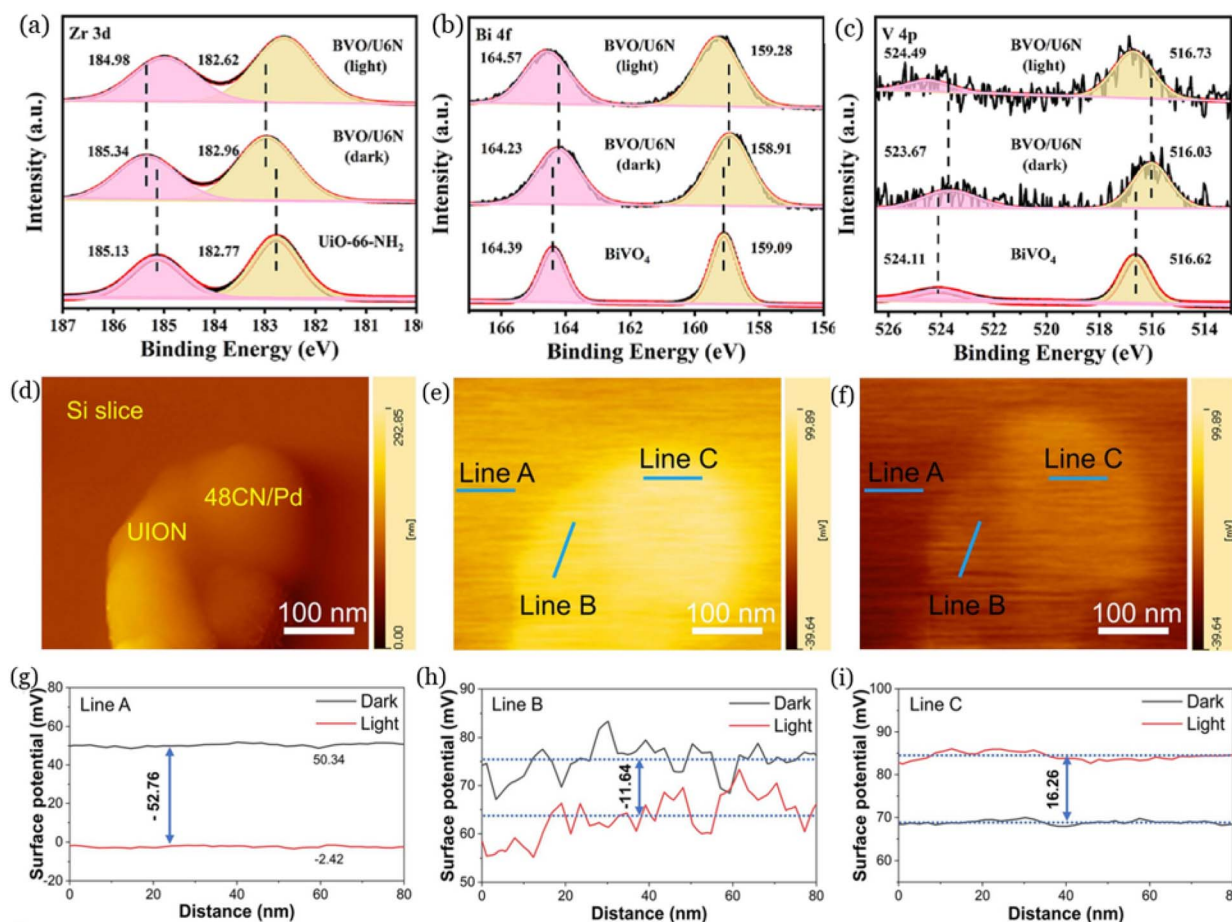 (a)
Zr 3d
184.98
182.62
BVO/U6N
(light)
185.34
182.96
BVO/U6N
(dark)
185.13
182.77
UiO-66-NH₂
Intensity (a.u.)
187 186 185 184 183 182 181 180
Binding Energy (eV)
(b)
Bi 4f
164.57
BVO/U6N
(light)
159.28
164.23
BVO/U6N
(dark)
158.91
164.39
BiVO₄
159.09
Intensity (a.u.)
166 164 162 160 158 156
Binding Energy (eV)
(c)
V 4p
524.49
BVO/U6N
(light)
516.73
523.67
BVO/U6N
(dark)
516.03
524.11
BiVO₄
516.62
Intensity (a.u.)
526 524 522 520 518 516 514
Binding Energy (eV)
(d)
Si slice
48CN/Pd
UION
100 nm
292.85
[nm]
0.00
(e)
Line A
Line C
Line B
100 nm
99.89
[mV]
-39.64
(f)
Line A
Line C
Line B
100 nm
99.89
[mV]
-39.64
(g)
Line A
Dark
Light
50.34
-52.76
-2.42
Surface potential (mV)
80
60
40
20
0
-20
0 20 40 60 80
Distance (nm)
(h)
Line B
Dark
Light
-11.64
Surface potential (mV)
90
80
70
60
50
0 10 20 30 40 50 60 70 80
Distance (nm)
(i)
Line C
Dark
Light
16.26
Surface potential (mV)
100
90
80
70
60
0 20 40 60 80
Distance (nm)